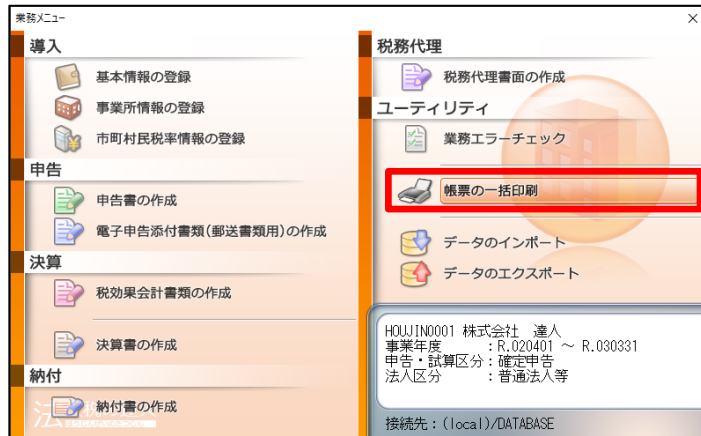 業務メニュー
導入
基本情報の登録
事業所情報の登録
市町村民税率情報の登録
申告
申告書の作成
電子申告添付書類(郵送書類用)の作成
決算
税効果会計書類の作成
決算書の作成
納付
納付書の作成
税務代理
税務代理書面の作成
ユーティリティ
業務エラーチェック
帳票の一括印刷
データのインポート
データのエクスポート
HOUJIN0001 株式会社 達人
事業年度 :R.020401 ~ R.030331
申告・試算区分:確定申告
法人区分 :普通法人等
接続先:(local)/DATABASE